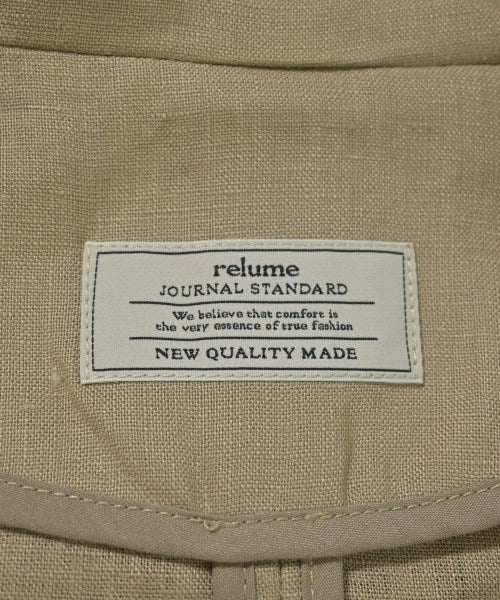 relume
JOURNAL STANDARD
We believe that comfort is
the very essence of true fashion
NEW QUALITY MADE